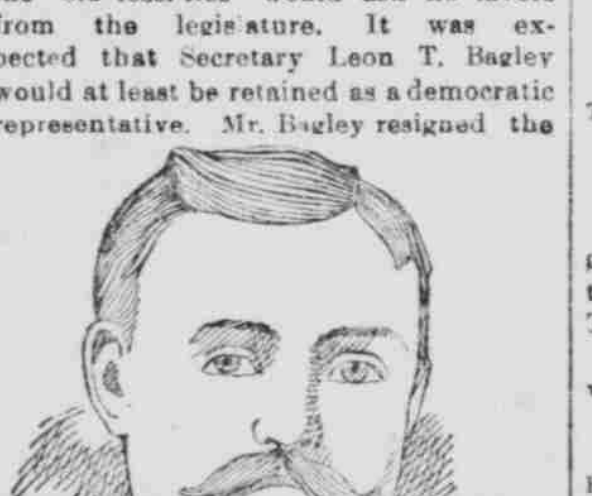 from the legislature. It was ex-
pected that Secretary Leon T. Bagley
would at least be retained as a democratic
representative. Mr. Bagley resigned the